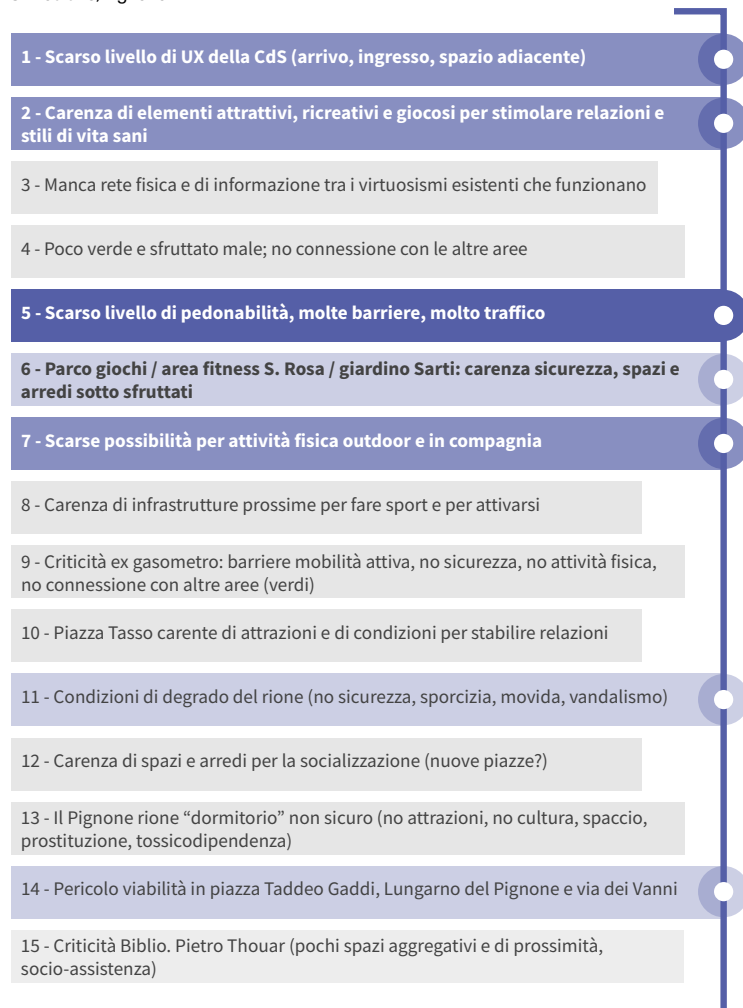 1 - Scarso livello di UX della CdS (arrivo, ingresso, spazio adiacente)
2 - Carenza di elementi attrattivi, ricreativi e giocosi per stimolare relazioni e
stili di vita sani
3 - Manca rete fisica e di informazione tra i virtuosismi esistenti che funzionano
4 - Poco verde e sfruttato male; no connessione con le altre aree
5 - Scarso livello di pedonabilità, molte barriere, molto traffico
6 - Parco giochi / area fitness S. Rosa / giardino Sarti: carenza sicurezza, spazi e
arredi sotto sfruttati
7 - Scarse possibilità per attività fisica outdoor e in compagnia
8 - Carenza di infrastrutture prossime per fare sport e per attivarsi
9 - Criticità ex gasometro: barriere mobilità attiva, no sicurezza, no attività fisica,
no connessione con altre aree (verdi)
10 - Piazza Tasso carente di attrazioni e di condizioni per stabilire relazioni
11 - Condizioni di degrado del rione (no sicurezza, sporcizia, movida, vandalismo)
12 - Carenza di spazi e arredi per la socializzazione (nuove piazze?)
13 - Il Pignone rione “dormitorio” non sicuro (no attrazioni, no cultura, spaccio,
prostituzione, tossicodipendenza)
14 - Pericolo viabilità in piazza Taddeo Gaddi, Lungarno del Pignone e via dei Vanni
15 - Criticità Biblio. Pietro Thouar (pochi spazi aggregativi e di prossimità,
socio-assistenza)